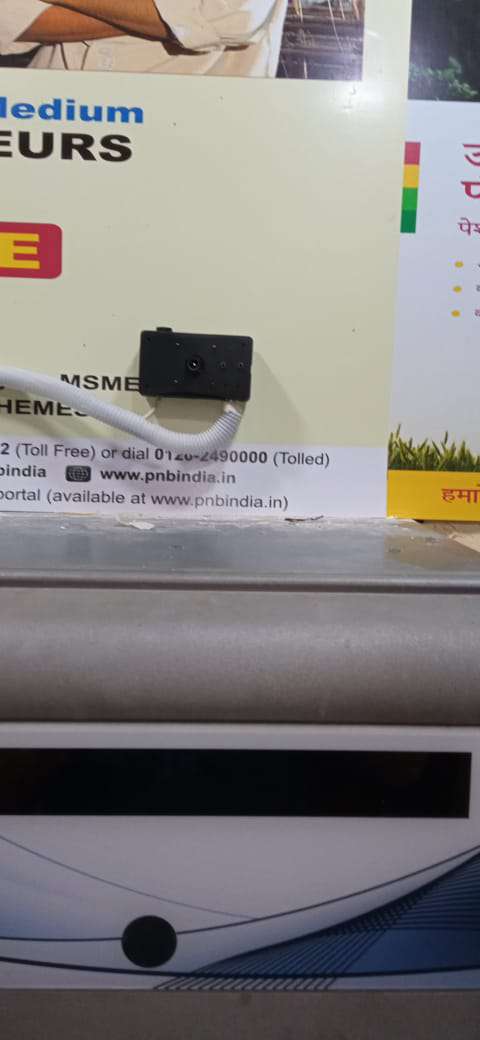 Medium
EURS
E
MSME
HEMES
2 (Toll Free) or dial 0120-2490000 (Tolled)
bindia www.pnbindia.in
portal (available at www.pnbindia.in)
पेश
हमा